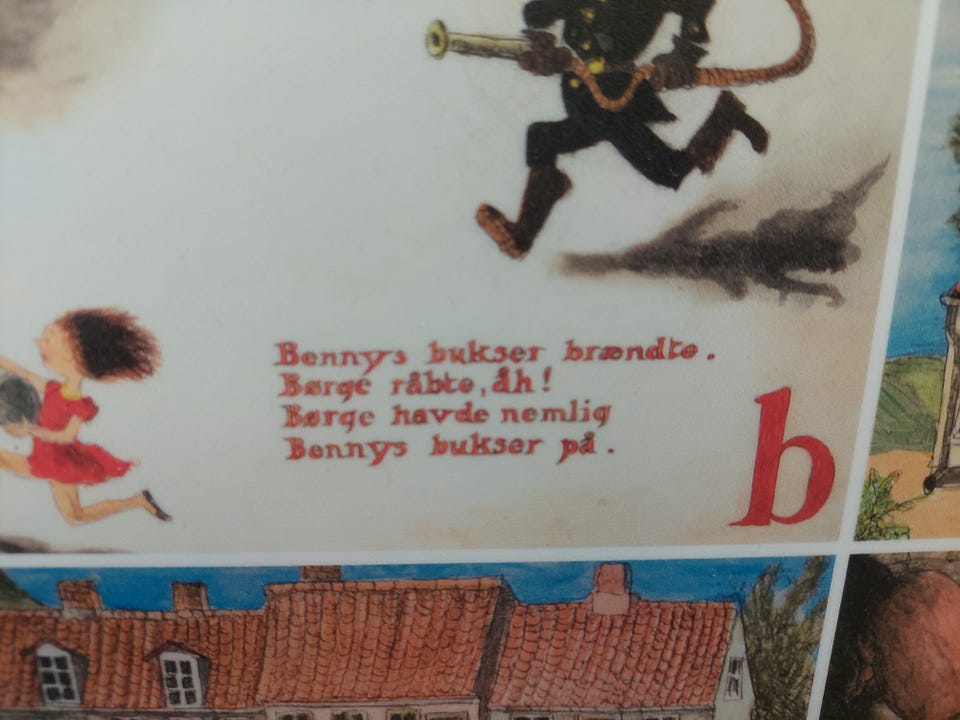 Bennys bukser brændte.
Børge råbte, åh!
Børge havde nemlig
Bennys bukser på.
b